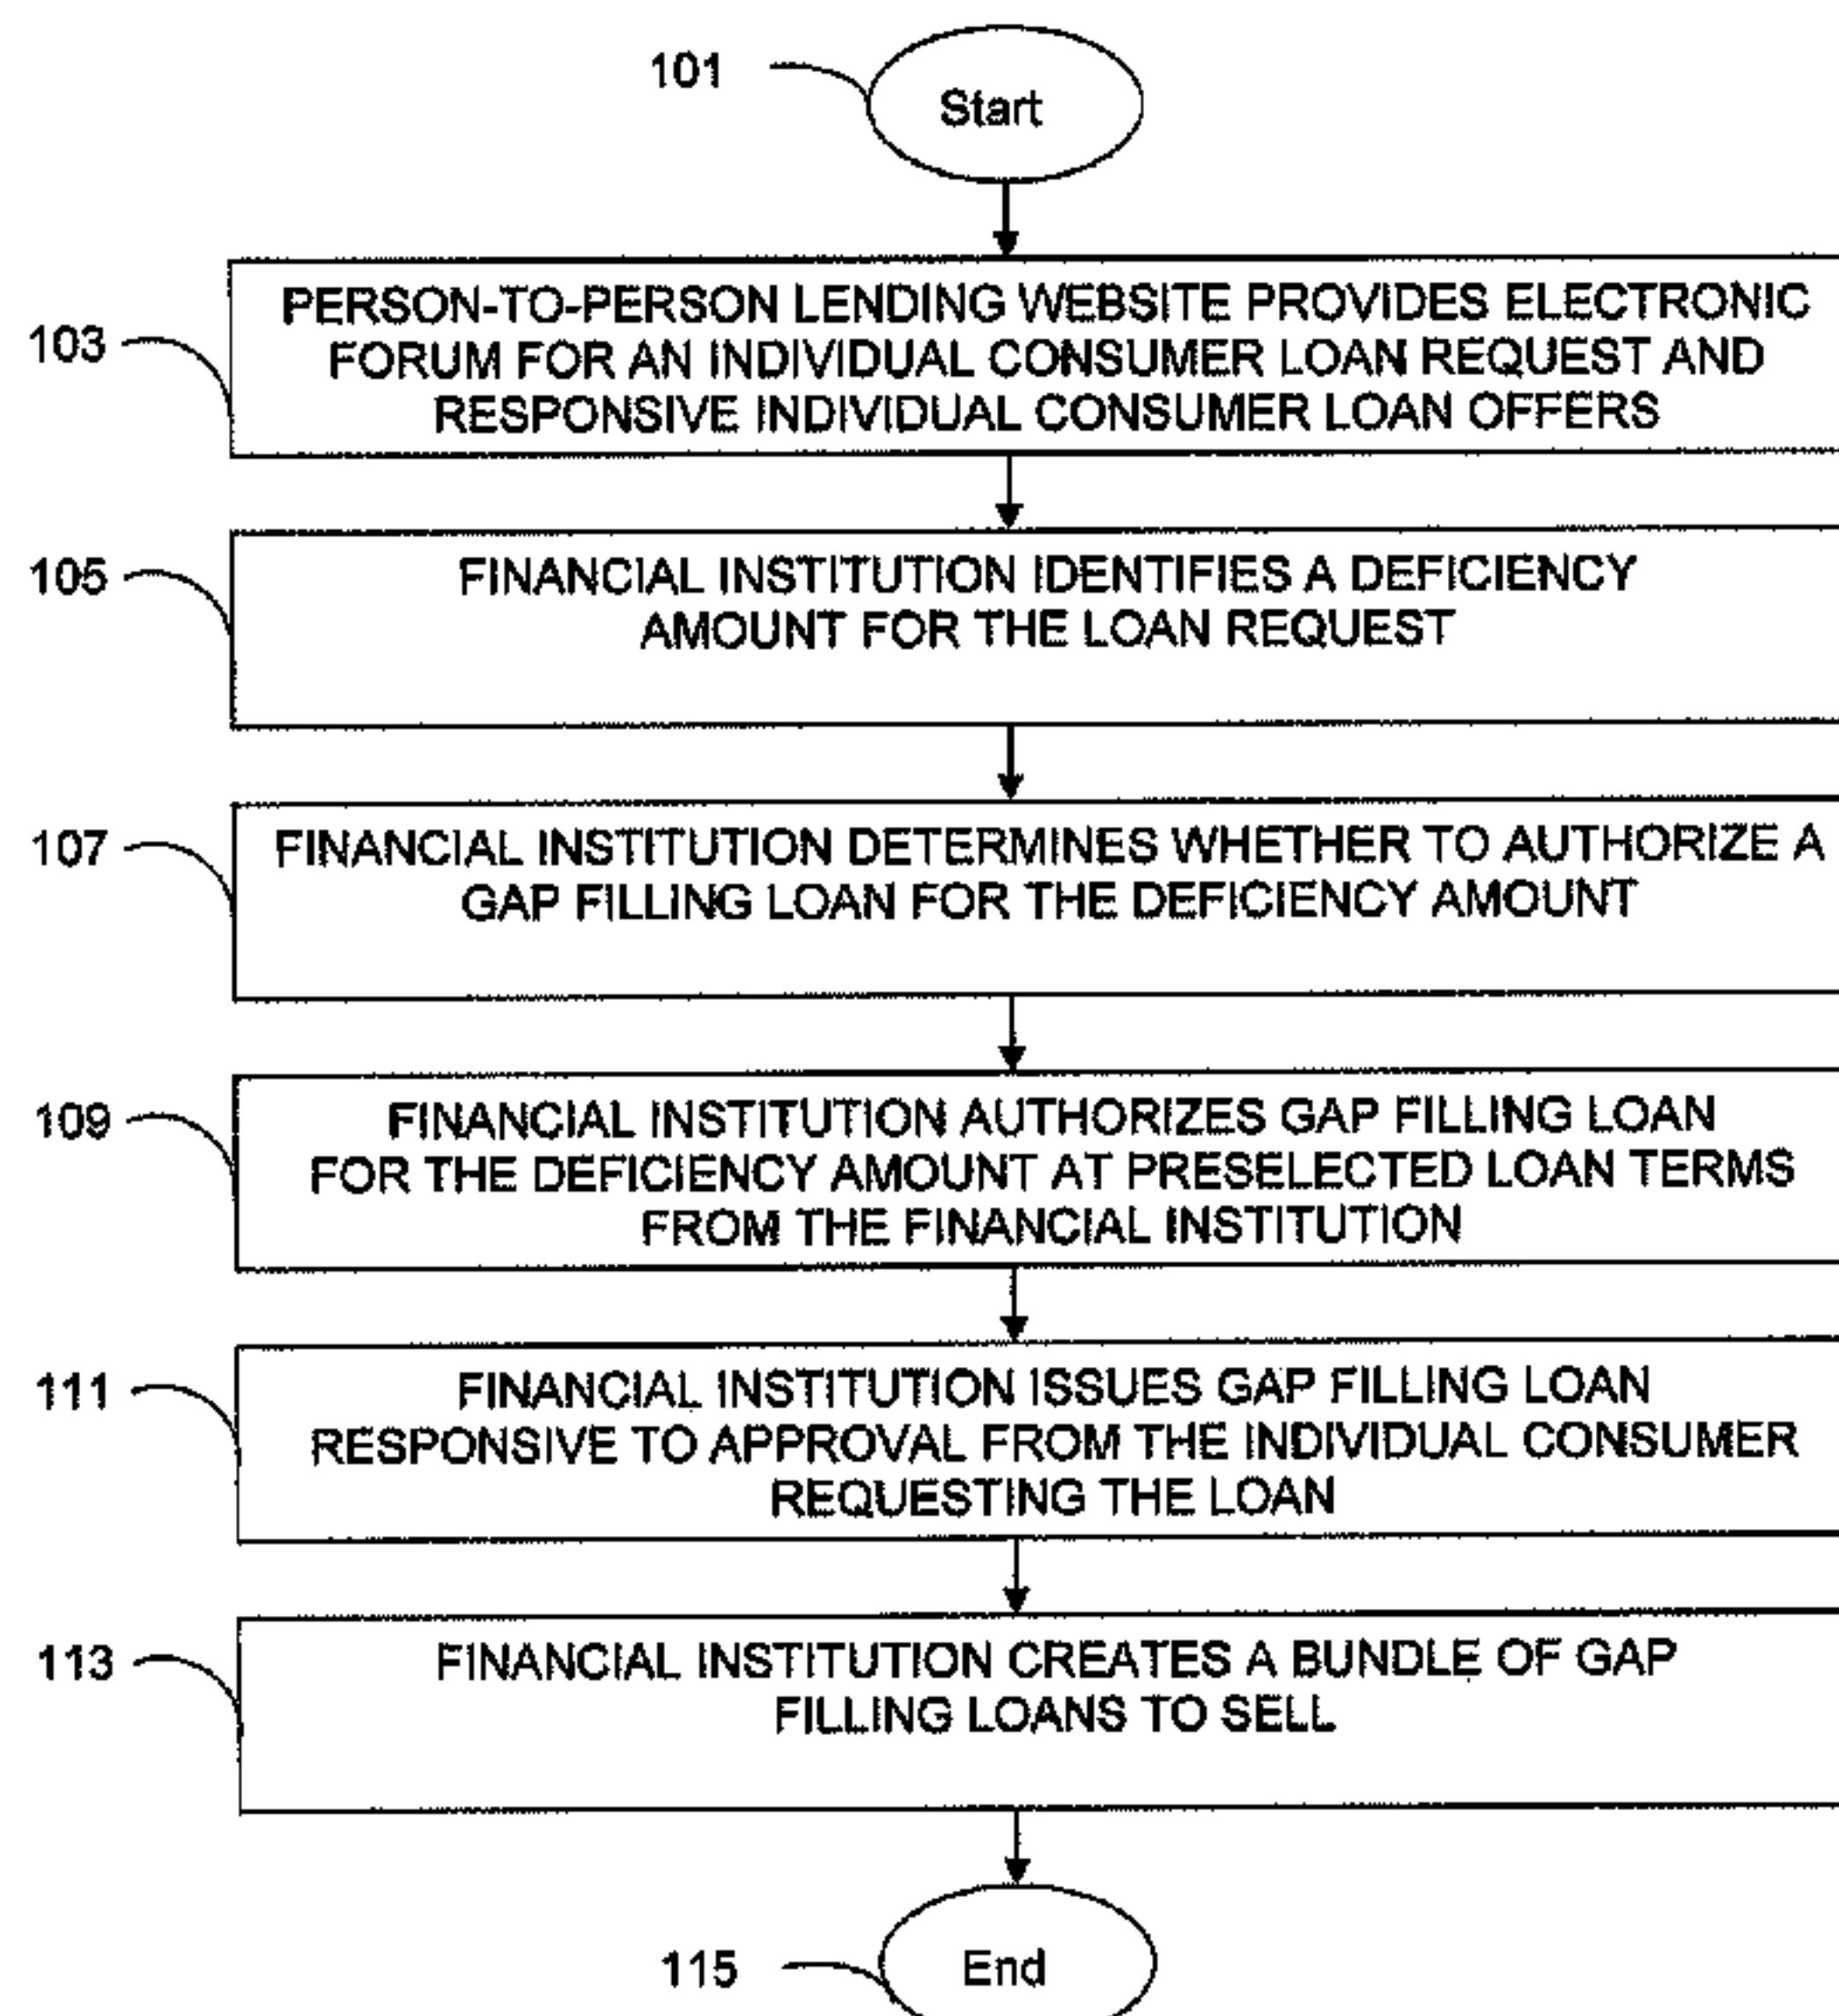 101
Start
103
PERSON-TO-PERSON LENDING WEBSITE PROVIDES ELECTRONIC
FORUM FOR AN INDIVIDUAL CONSUMER LOAN REQUEST AND
RESPONSIVE INDIVIDUAL CONSUMER LOAN OFFERS
105
FINANCIAL INSTITUTION IDENTIFIES A DEFICIENCY
AMOUNT FOR THE LOAN REQUEST
107
FINANCIAL INSTITUTION DETERMINES WHETHER TO AUTHORIZE A
GAP FILLING LOAN FOR THE DEFICIENCY AMOUNT
109
FINANCIAL INSTITUTION AUTHORIZES GAP FILLING LOAN
FOR THE DEFICIENCY AMOUNT AT PRESELECTED LOAN TERMS
FROM THE FINANCIAL INSTITUTION
111
FINANCIAL INSTITUTION ISSUES GAP FILLING LOAN
RESPONSIVE TO APPROVAL FROM THE INDIVIDUAL CONSUMER
REQUESTING THE LOAN
113
FINANCIAL INSTITUTION CREATES A BUNDLE OF GAP
FILLING LOANS TO SELL
115
End